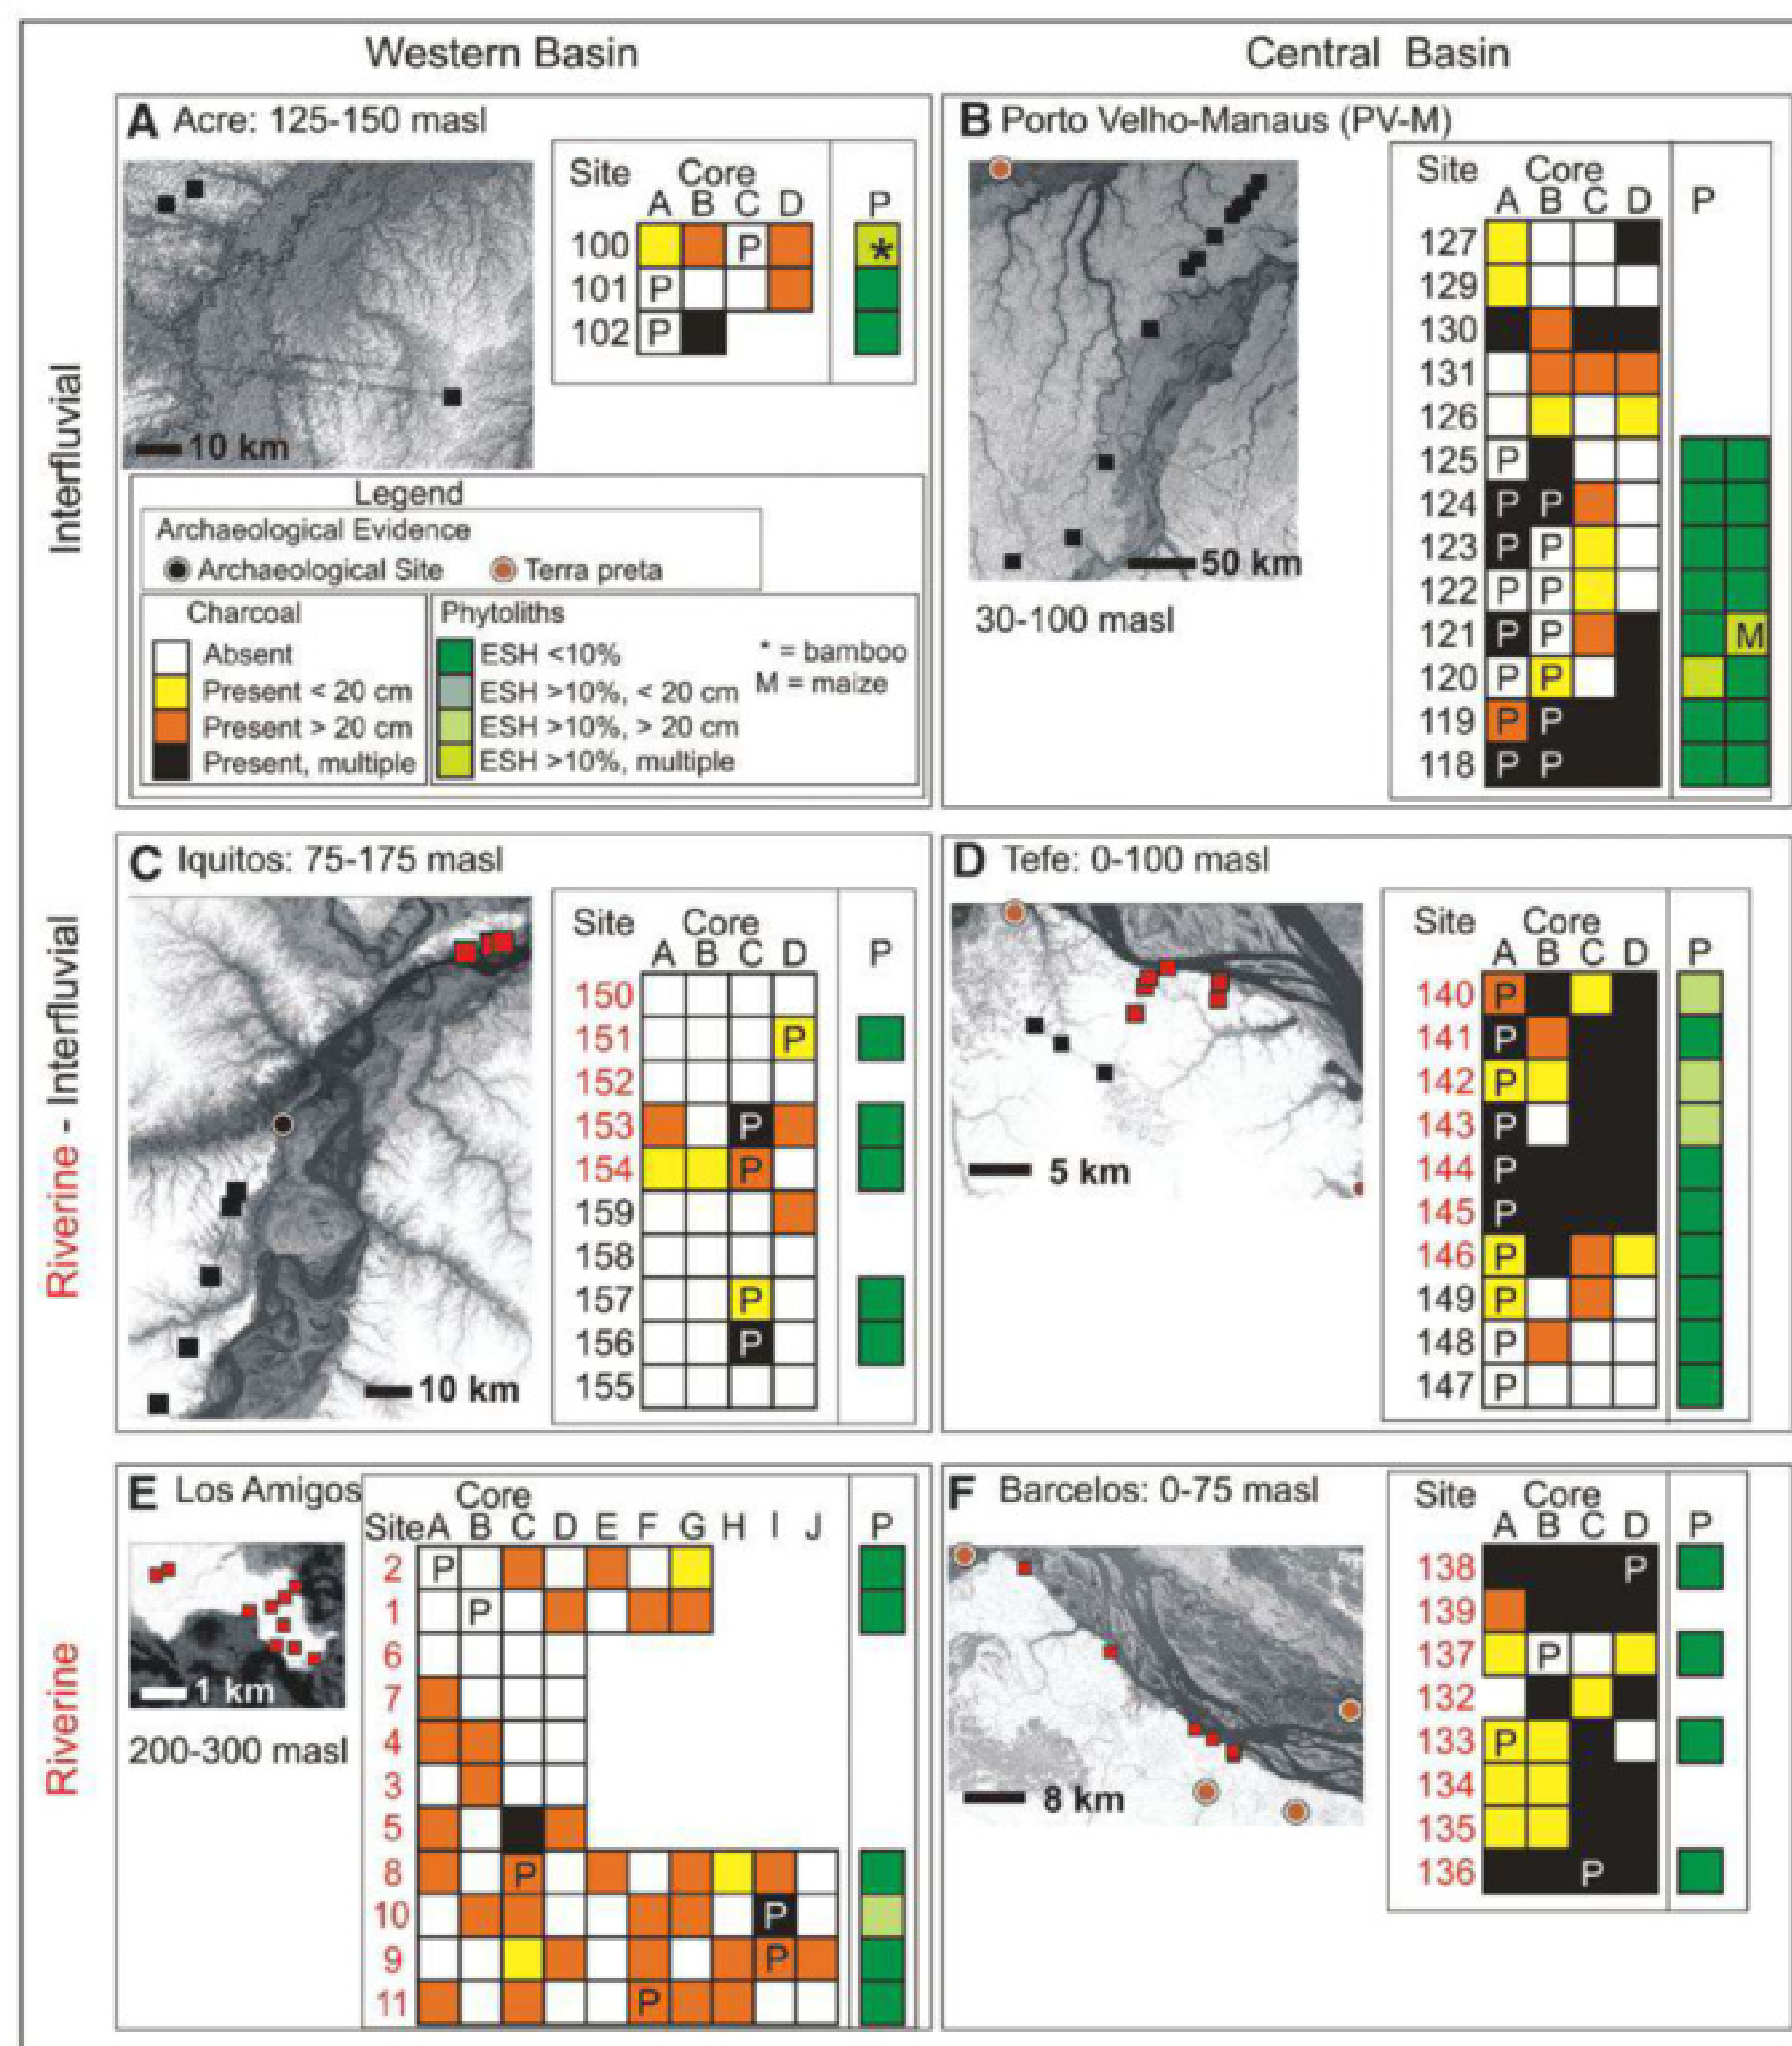 Western Basin
Central Basin
Interfluvial
Riverine - Interfluvial
Riverine
A Acre: 125-150 masl
10 km
Site Core
A B C D P
100 P *
101 P
102 P
Legend
Archaeological Evidence
Archaeological Site
Terra preta
Charcoal
Absent
Present < 20 cm
Present > 20 cm
Present, multiple
Phytoliths
ESH <10%
ESH >10%, < 20 cm
ESH >10%, > 20 cm
ESH >10%, multiple
* = bamboo
M = maize
B Porto Velho-Manaus (PV-M)
50 km
30-100 masl
Site Core
A B C D P
127
129
130
131
126
125 P
124 P P
123 P P
122 P P
121 P P M
120 P P
119 P P
118 P P
C Iquitos: 75-175 masl
10 km
Site Core
A B C D P
150
151 P
152
153 P
154 P
159
158
157 P
156 P
155
D Tefe: 0-100 masl
5 km
Site Core
A B C D P
140 P
141 P
142 P
143 P
144 P
145 P
146 P
149 P
148 P
147 P
E Los Amigos
1 km
200-300 masl
Core
Site A B C D E F G H I J P
2 P
1 P
6
7
4
3
5
8 P
10 P
9 P
11 P
F Barcelos: 0-75 masl
8 km
Site Core
A B C D P
138 P
139
137 P
132
133 P
134
135
136 P